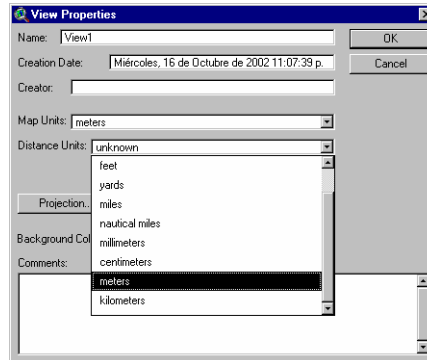 View Properties
Name: View1
OK
Creation Date: Miércoles, 16 de Octubre de 2002 11:07:39 p.
Cancel
Creator:
Map Units: meters
Distance Units: unknown
feet
yards
Projection.. miles
nautical miles
Background Col millimeters
centimeters
Comments:
meters
kilometers